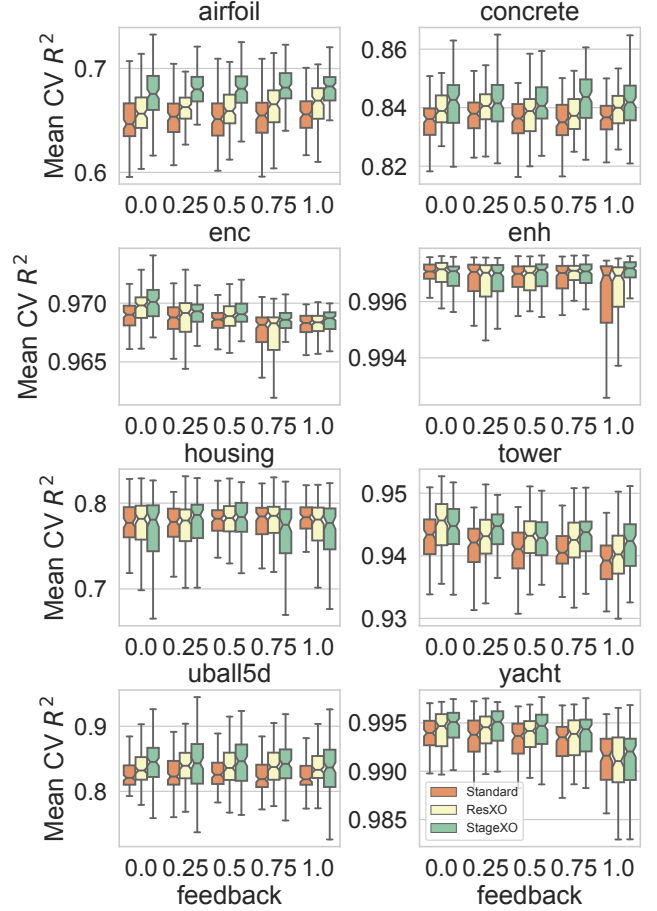 airfoil concrete
Mean CV R²
0.7
0.6
0.86
0.84
0.82
0.0 0.25 0.5 0.75 1.0
0.0 0.25 0.5 0.75 1.0
enc enh
Mean CV R²
0.970
0.965
0.996
0.994
0.0 0.25 0.5 0.75 1.0
0.0 0.25 0.5 0.75 1.0
housing tower
Mean CV R²
0.8
0.7
0.95
0.94
0.93
0.0 0.25 0.5 0.75 1.0
0.0 0.25 0.5 0.75 1.0
uball5d yacht
Mean CV R²
0.9
0.8
0.995
0.990
0.985
Standard
ResXO
StageXO
0.0 0.25 0.5 0.75 1.0
0.0 0.25 0.5 0.75 1.0
feedback feedback